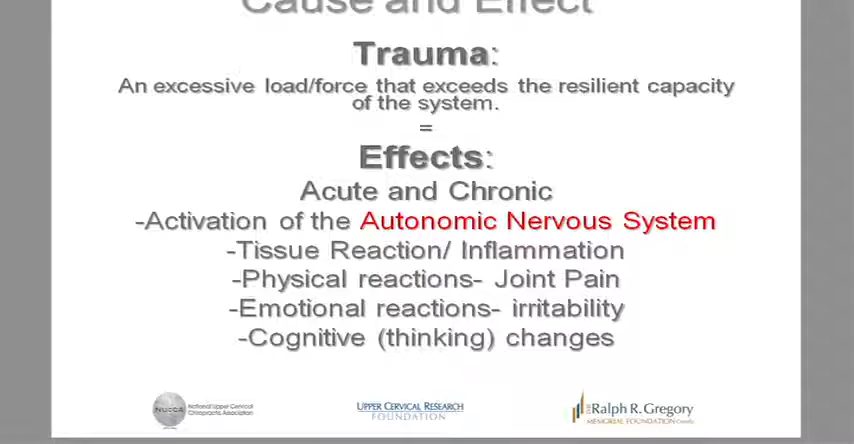 Cause and Effect
Trauma:
An excessive load/force that exceeds the resilient capacity
of the system.
=
Effects:
Acute and Chronic
-Activation of the Autonomic Nervous System
-Tissue Reaction/ Inflammation
-Physical reactions- Joint Pain
-Emotional reactions- irritability
-Cognitive (thinking) changes
NUCCA
National Upper Cervical
Chiropractic Association
UPPER CERVICAL RESEARCH
FOUNDATION
THE Ralph R. Gregory
MEMORIAL FOUNDATION